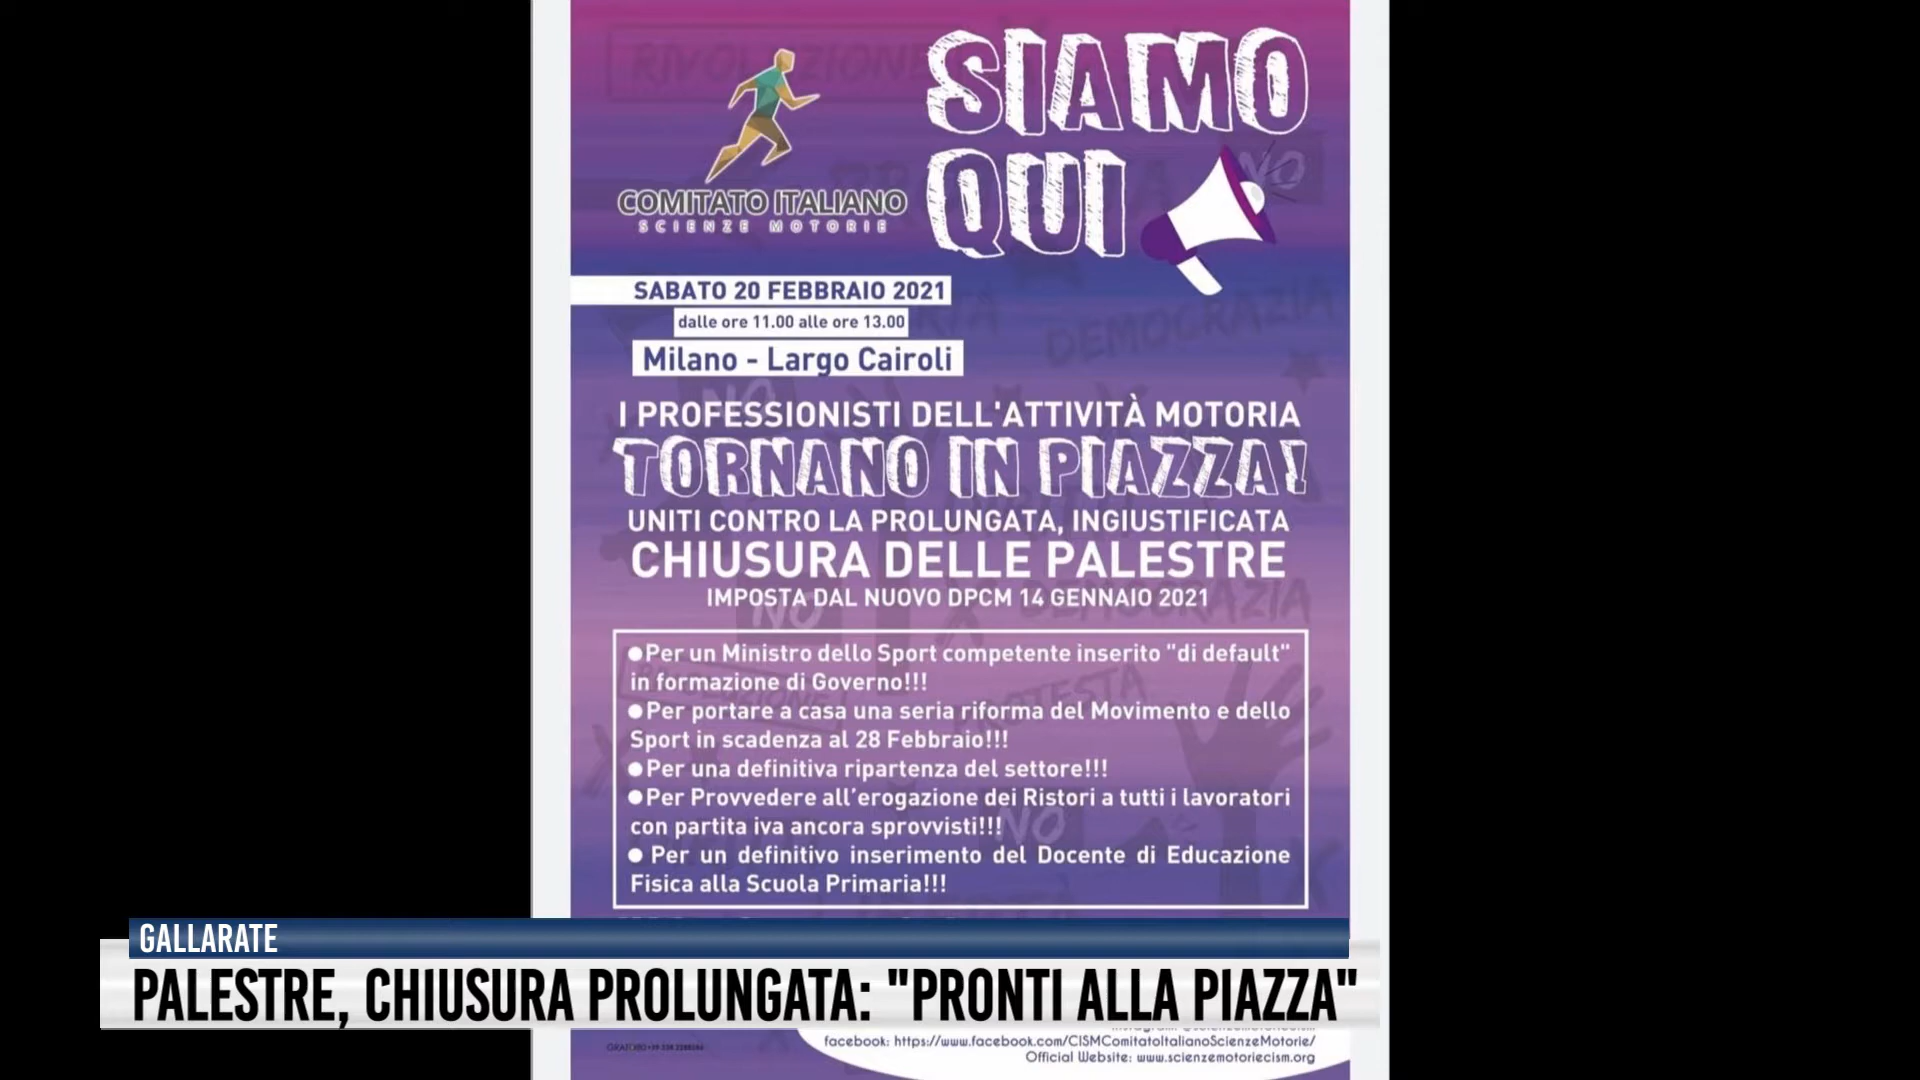 SIAMO
QUI
COMITATO ITALIANO
SCIENZE MOTORIE
SABATO 20 FEBBRAIO 2021
dalle ore 11.00 alle ore 13.00
Milano - Largo Cairoli
I PROFESSIONISTI DELL'ATTIVITÀ MOTORIA
TORNANO IN PIAZZA!
UNITI CONTRO LA PROLUNGATA, INGIUSTIFICATA
CHIUSURA DELLE PALESTRE
IMPOSTA DAL NUOVO DPCM 14 GENNAIO 2021
●Per un Ministro dello Sport competente inserito "di default"
in formazione di Governo!!!
●Per portare a casa una seria riforma del Movimento e dello
Sport in scadenza al 28 Febbraio!!!
●Per una definitiva ripartenza del settore!!!
●Per Provvedere all'erogazione dei Ristori a tutti i lavoratori
con partita iva ancora sprovvisti!!!
● Per un definitivo inserimento del Docente di Educazione
Fisica alla Scuola Primaria!!!
GALLARATE
PALESTRE, CHIUSURA PROLUNGATA: "PRONTI ALLA PIAZZA"
facebook: https://www.facebook.com/CISMComitatoItalianoScienzeMotorie/
Official Website: www.scienzemotoriecism.org